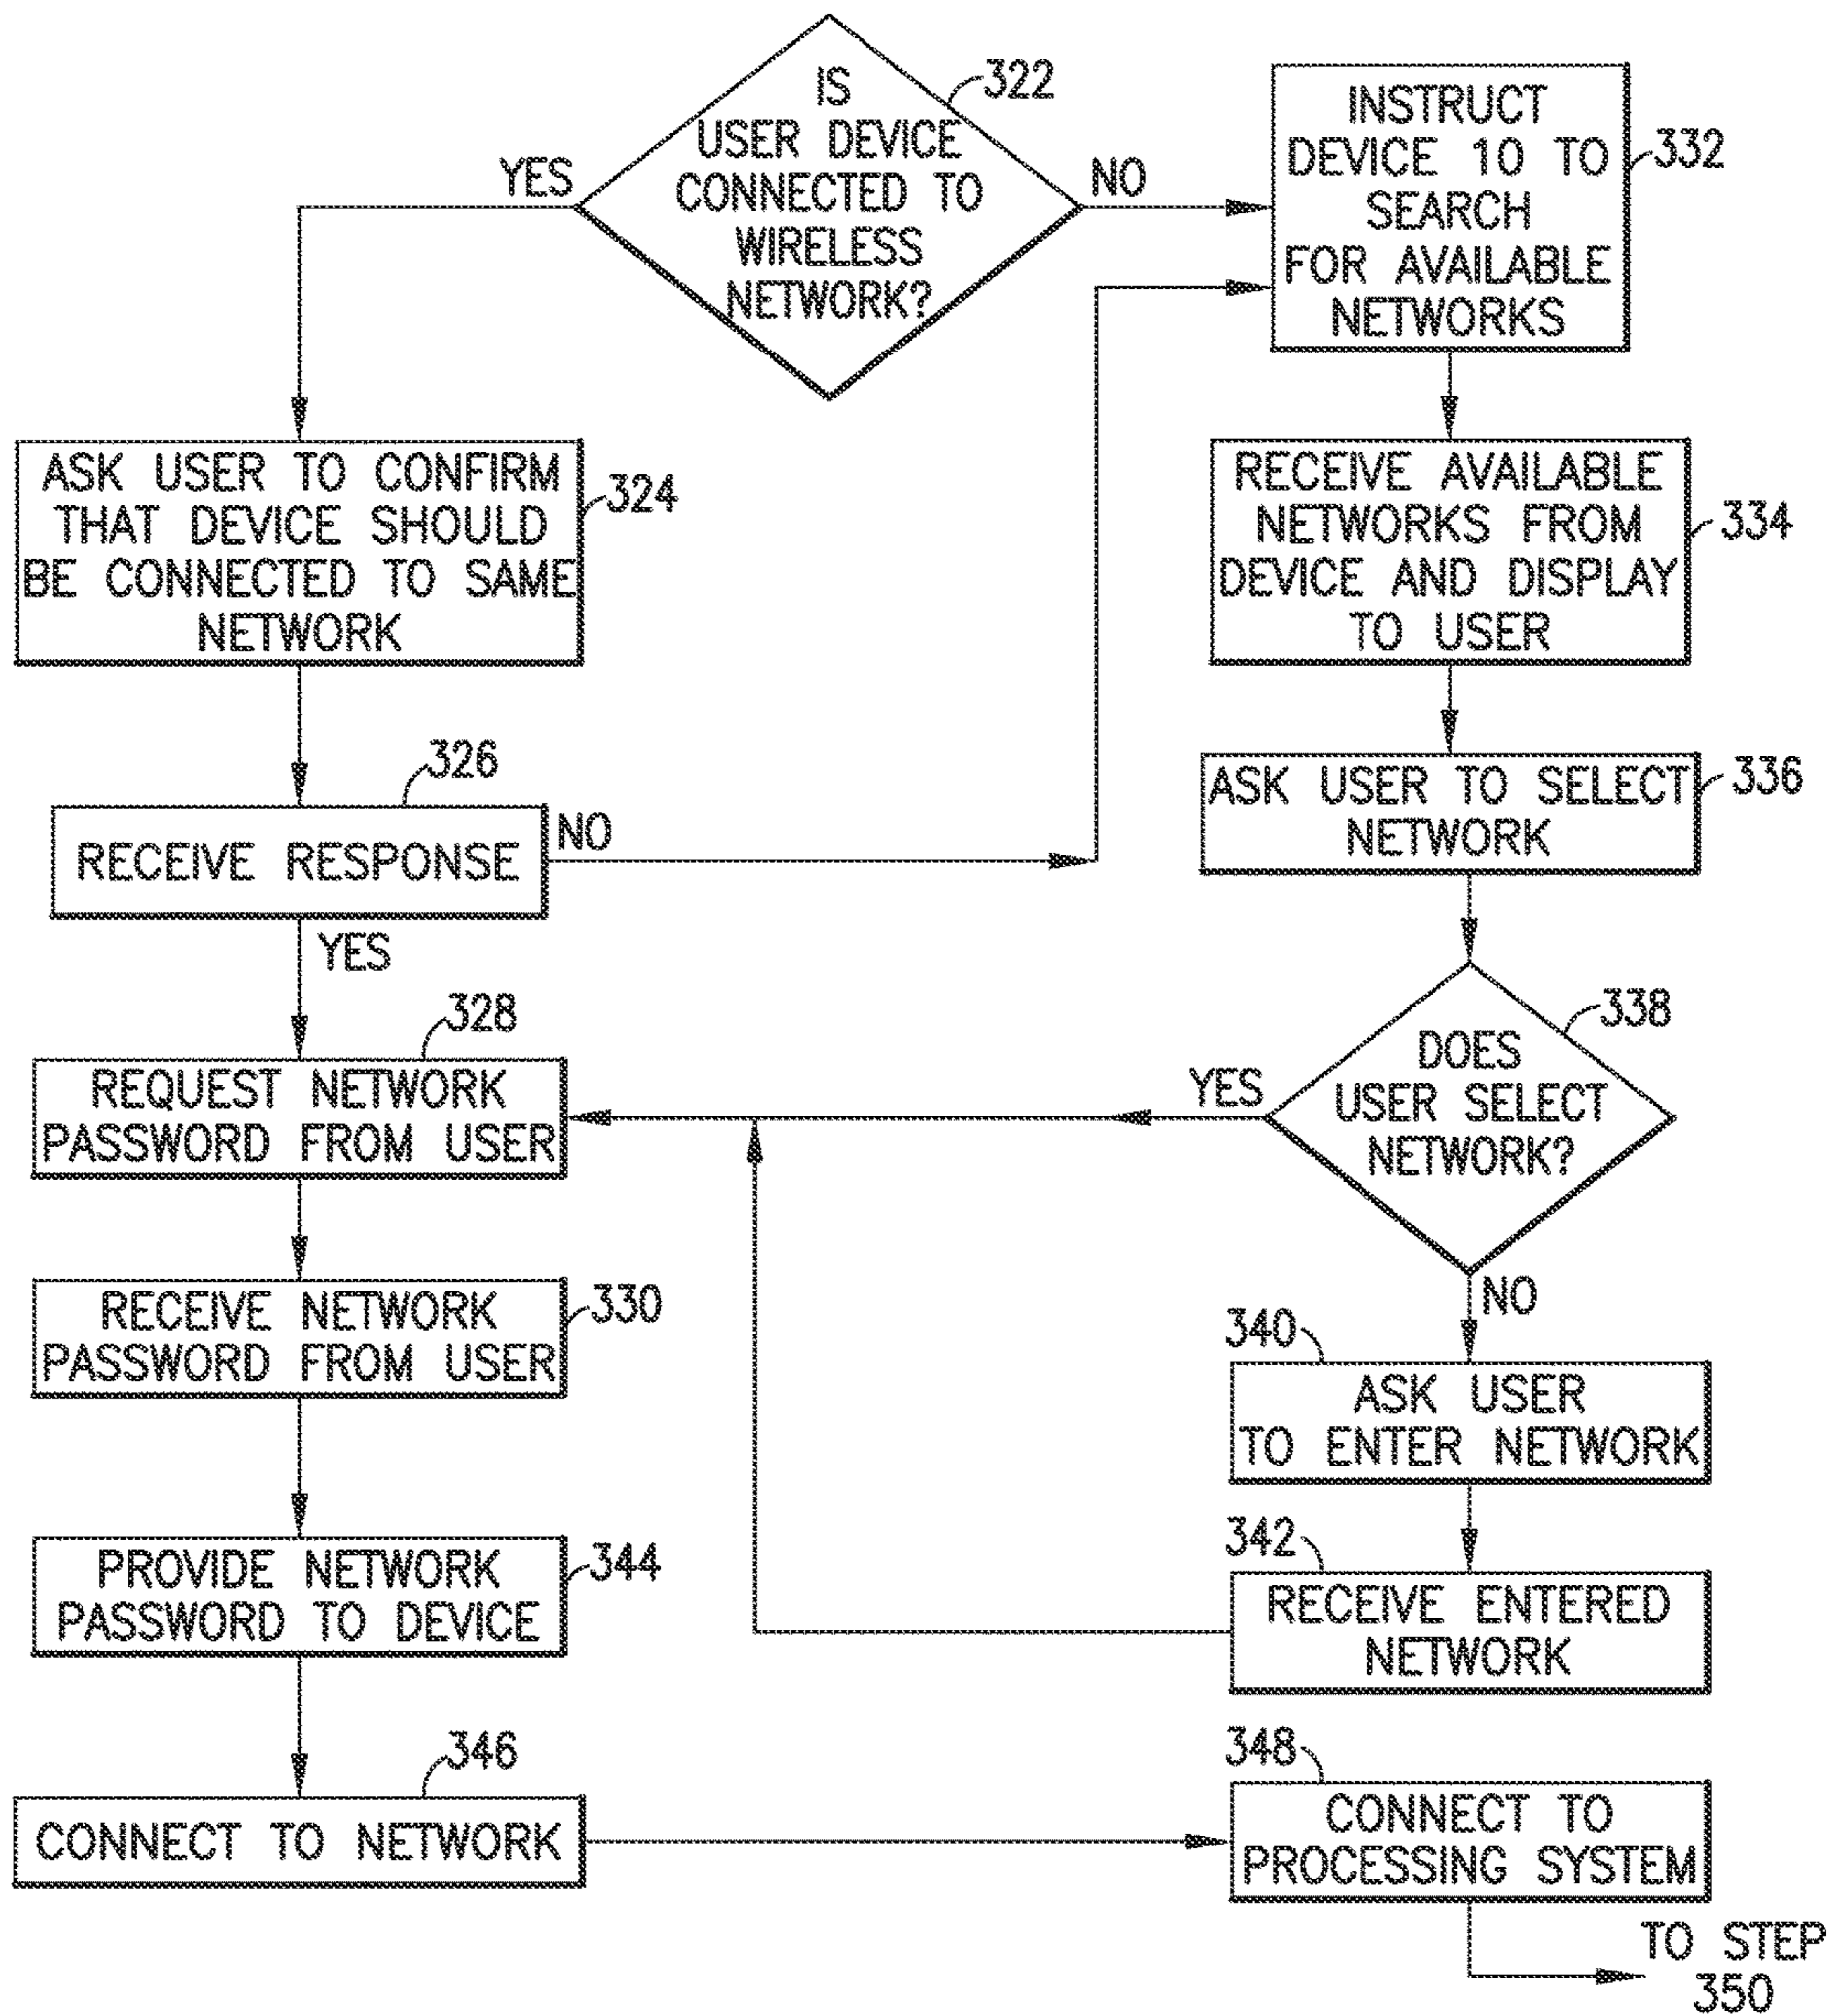 IS
USER DEVICE
CONNECTED TO
WIRELESS
NETWORK?
322
YES
NO
INSTRUCT
DEVICE 10 TO
SEARCH
FOR AVAILABLE
NETWORKS
332
ASK USER TO CONFIRM
THAT DEVICE SHOULD
BE CONNECTED TO SAME
NETWORK
324
RECEIVE AVAILABLE
NETWORKS FROM
DEVICE AND DISPLAY
TO USER
334
326
RECEIVE RESPONSE
NO
YES
ASK USER TO SELECT
NETWORK
336
328
REQUEST NETWORK
PASSWORD FROM USER
YES
DOES
USER SELECT
NETWORK?
338
NO
RECEIVE NETWORK
PASSWORD FROM USER
330
340
ASK USER
TO ENTER NETWORK
PROVIDE NETWORK
PASSWORD TO DEVICE
344
342
RECEIVE ENTERED
NETWORK
346
CONNECT TO NETWORK
348
CONNECT TO
PROCESSING SYSTEM
TO STEP
350